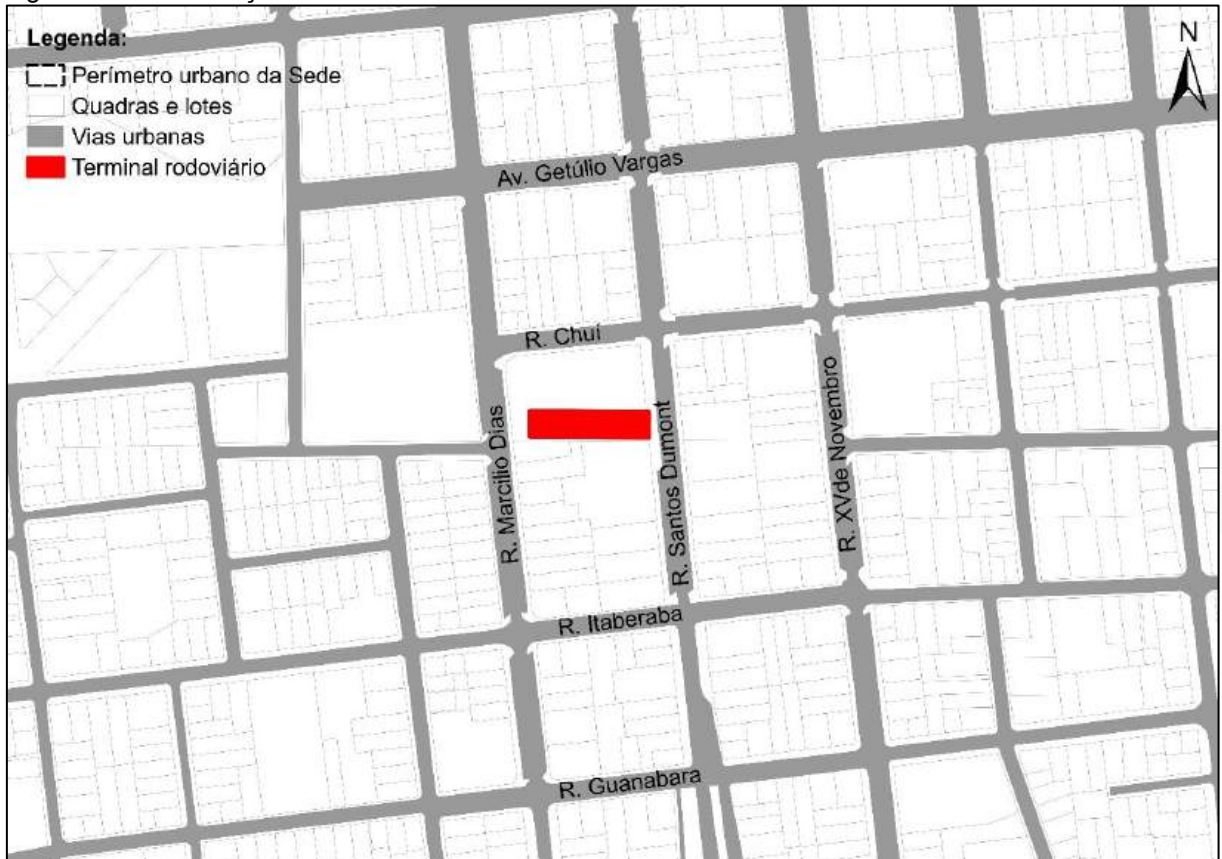 Legenda:
Perímetro urbano da Sede
Quadras e lotes
Vias urbanas
Terminal rodoviário
N
Av. Getúlio Vargas
R. Chuí
R. Marcilio Dias
R. Santos Dumont
R. XVde Novembro
R. Itaberaba
R. Guanabara